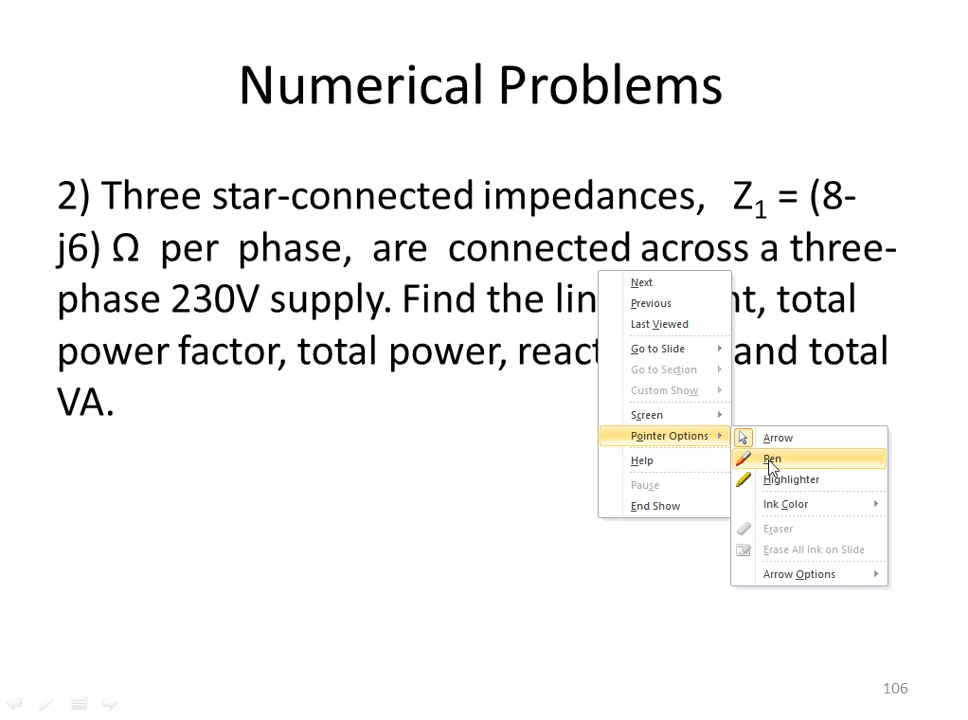 Numerical Problems
2) Three star-connected impedances, Z1 = (8-
j6) Ω per phase, are connected across a three-
phase 230V supply. Find the lin t, total
power factor, total power, react and total
VA.
Next
Previous
Last Viewed
Go to Slide
Go to Section
Custom Show
Screen
Pointer Options
Help
Pause
End Show
Arrow
Pen
Highlighter
Ink Color
Eraser
Erase All Ink on Slide
Arrow Options
106